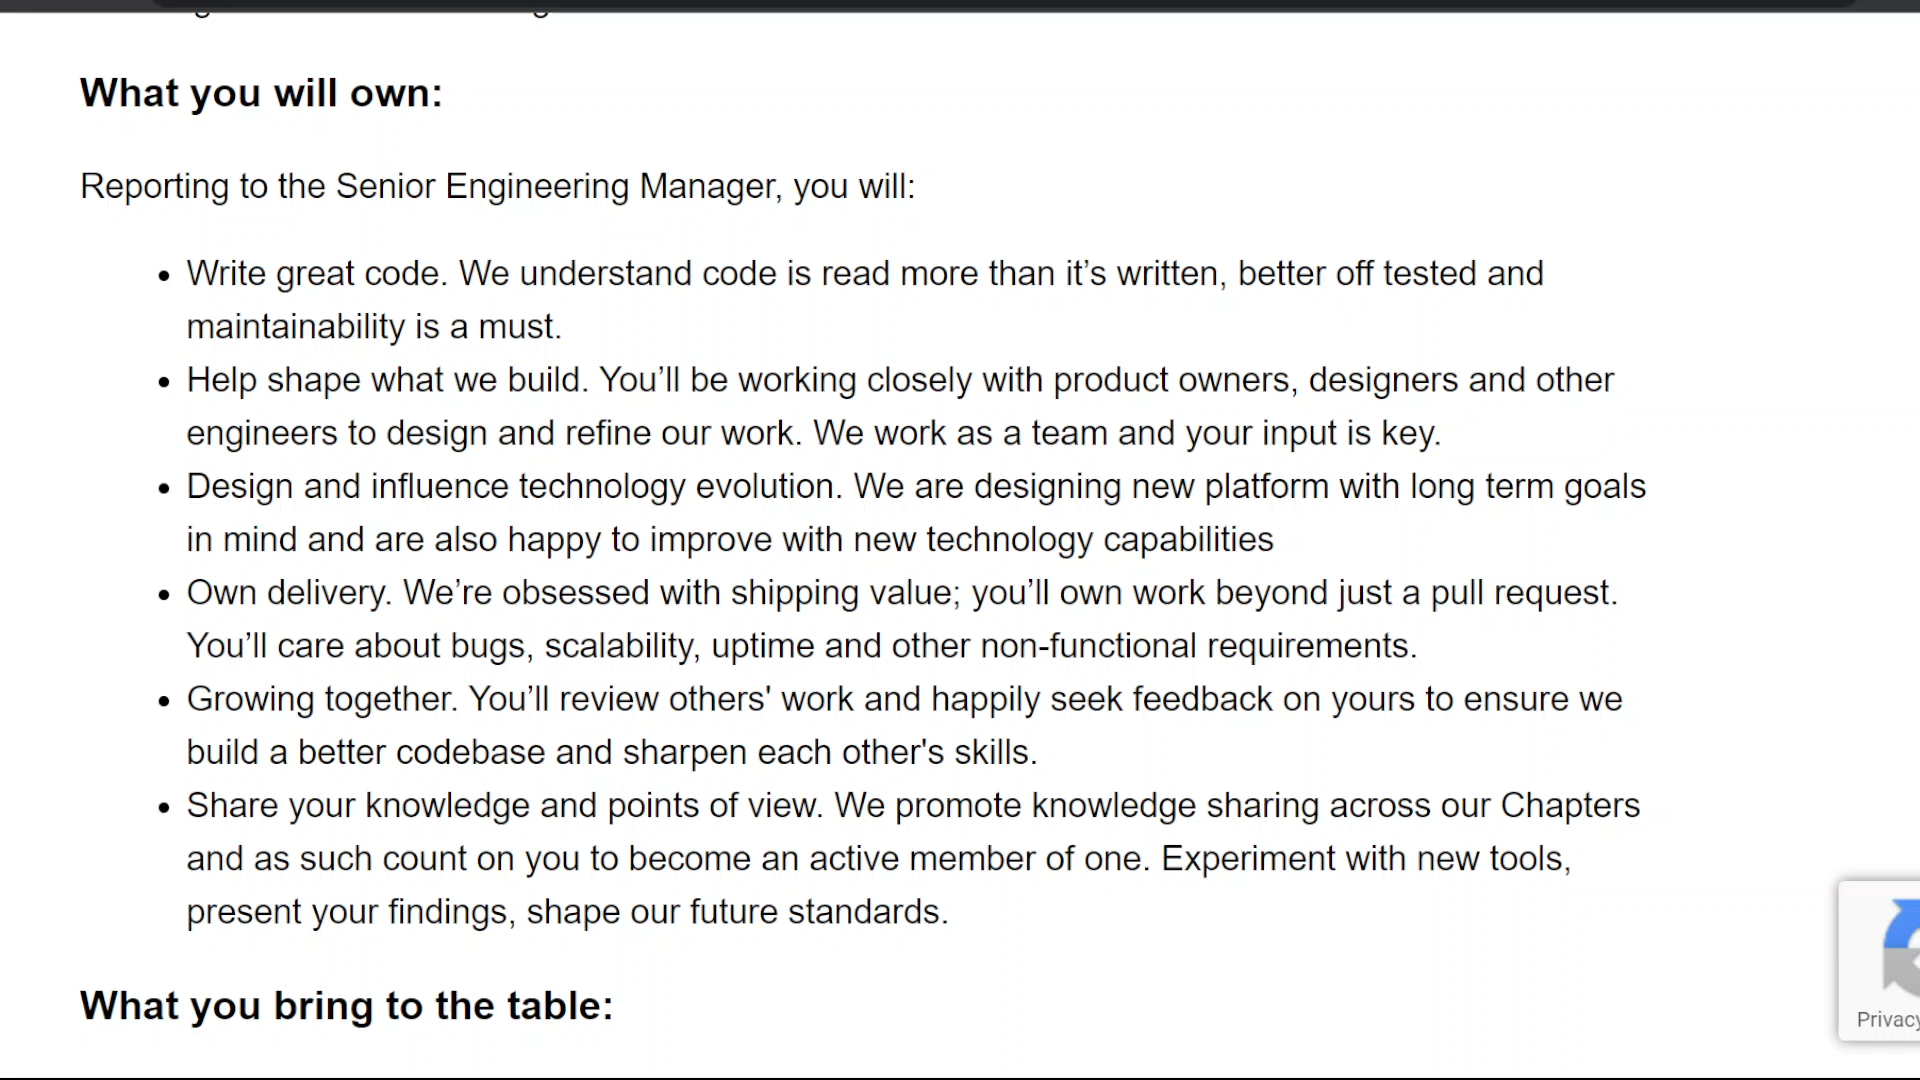 What you will own:
Reporting to the Senior Engineering Manager, you will:
• Write great code. We understand code is read more than it’s written, better off tested and
maintainability is a must.
• Help shape what we build. You’ll be working closely with product owners, designers and other
engineers to design and refine our work. We work as a team and your input is key.
• Design and influence technology evolution. We are designing new platform with long term goals
in mind and are also happy to improve with new technology capabilities
• Own delivery. We’re obsessed with shipping value; you’ll own work beyond just a pull request.
You’ll care about bugs, scalability, uptime and other non-functional requirements.
• Growing together. You’ll review others' work and happily seek feedback on yours to ensure we
build a better codebase and sharpen each other's skills.
• Share your knowledge and points of view. We promote knowledge sharing across our Chapters
and as such count on you to become an active member of one. Experiment with new tools,
present your findings, shape our future standards.
What you bring to the table:
Privacy